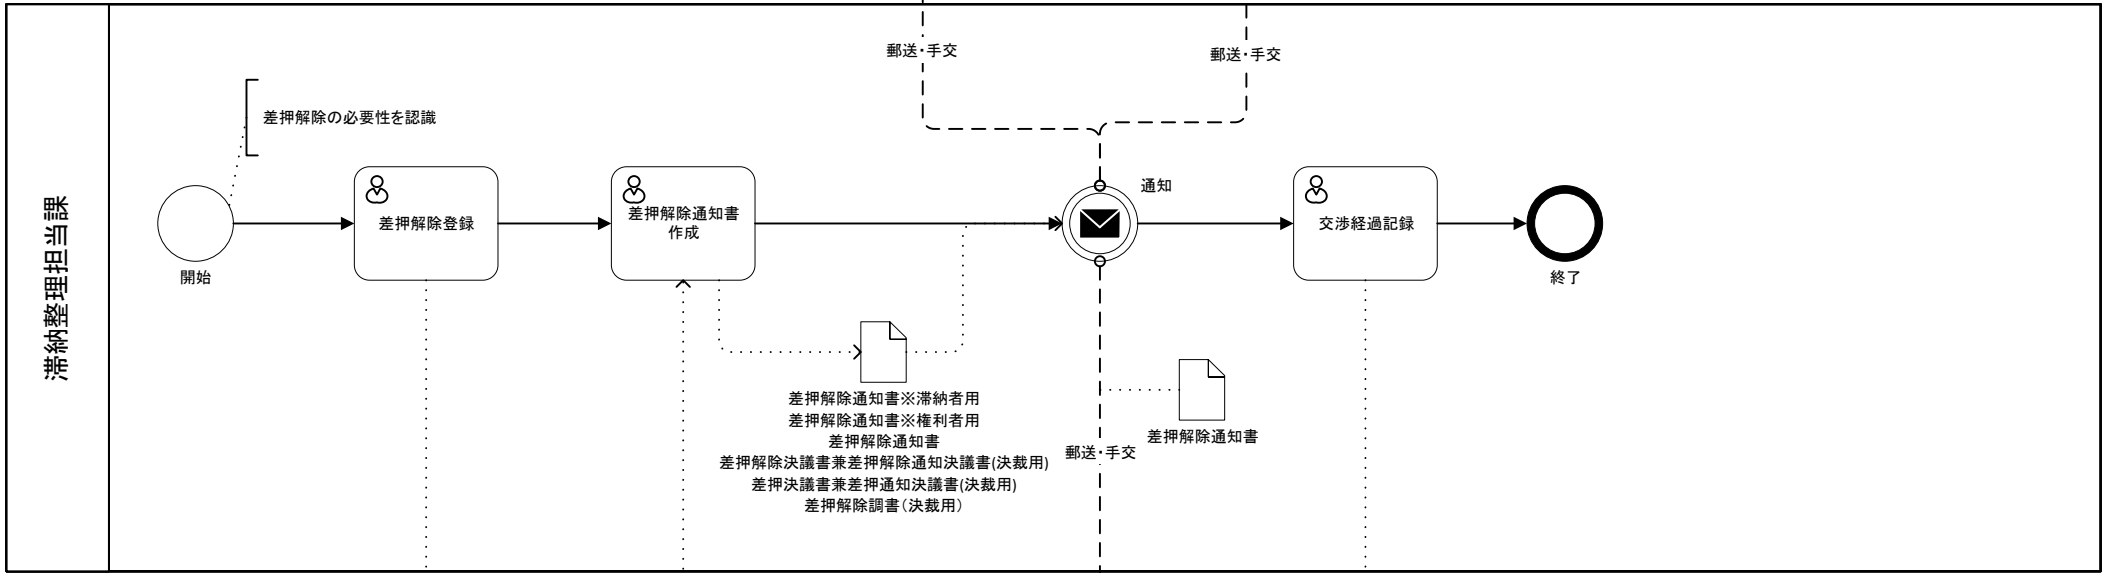 滞納整理担当課
郵送・手交
郵送・手交
差押解除の必要性を認識
開始
差押解除登録
差押解除通知書
作成
通知
交渉経過記録
終了
差押解除通知書※滞納者用
差押解除通知書※権利者用
差押解除通知書
差押解除決議書兼差押解除通知決議書(決裁用)
差押決議書兼差押通知決議書(決裁用)
差押解除調書（決裁用）
郵送・手交
差押解除通知書